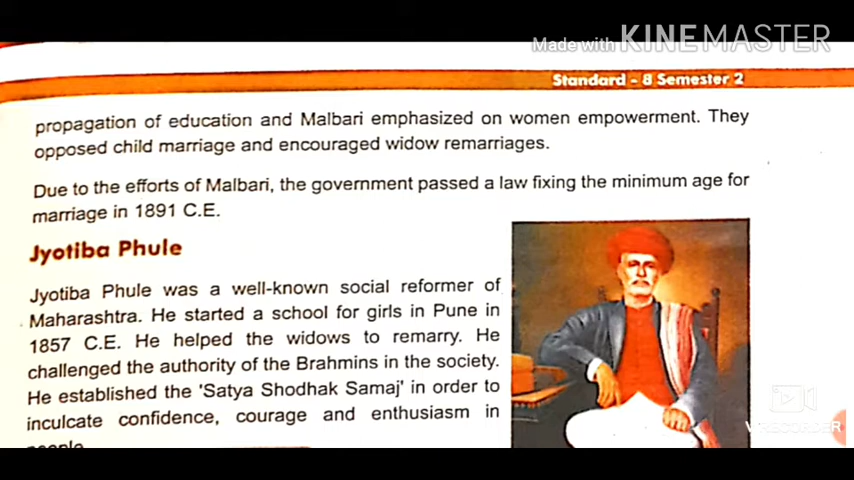 Made with KINEMASTER
Standard - 8 Semester 2
propagation of education and Malbari emphasized on women empowerment. They
opposed child marriage and encouraged widow remarriages.
Due to the efforts of Malbari, the government passed a law fixing the minimum age for
marriage in 1891 C.E.
Jyotiba Phule
Jyotiba Phule was a well-known social reformer of
Maharashtra. He started a school for girls in Pune in
1857 C.E. He helped the widows to remarry. He
challenged the authority of the Brahmins in the society.
He established the 'Satya Shodhak Samaj' in order to
inculcate confidence, courage and enthusiasm in
people
VRECORDER